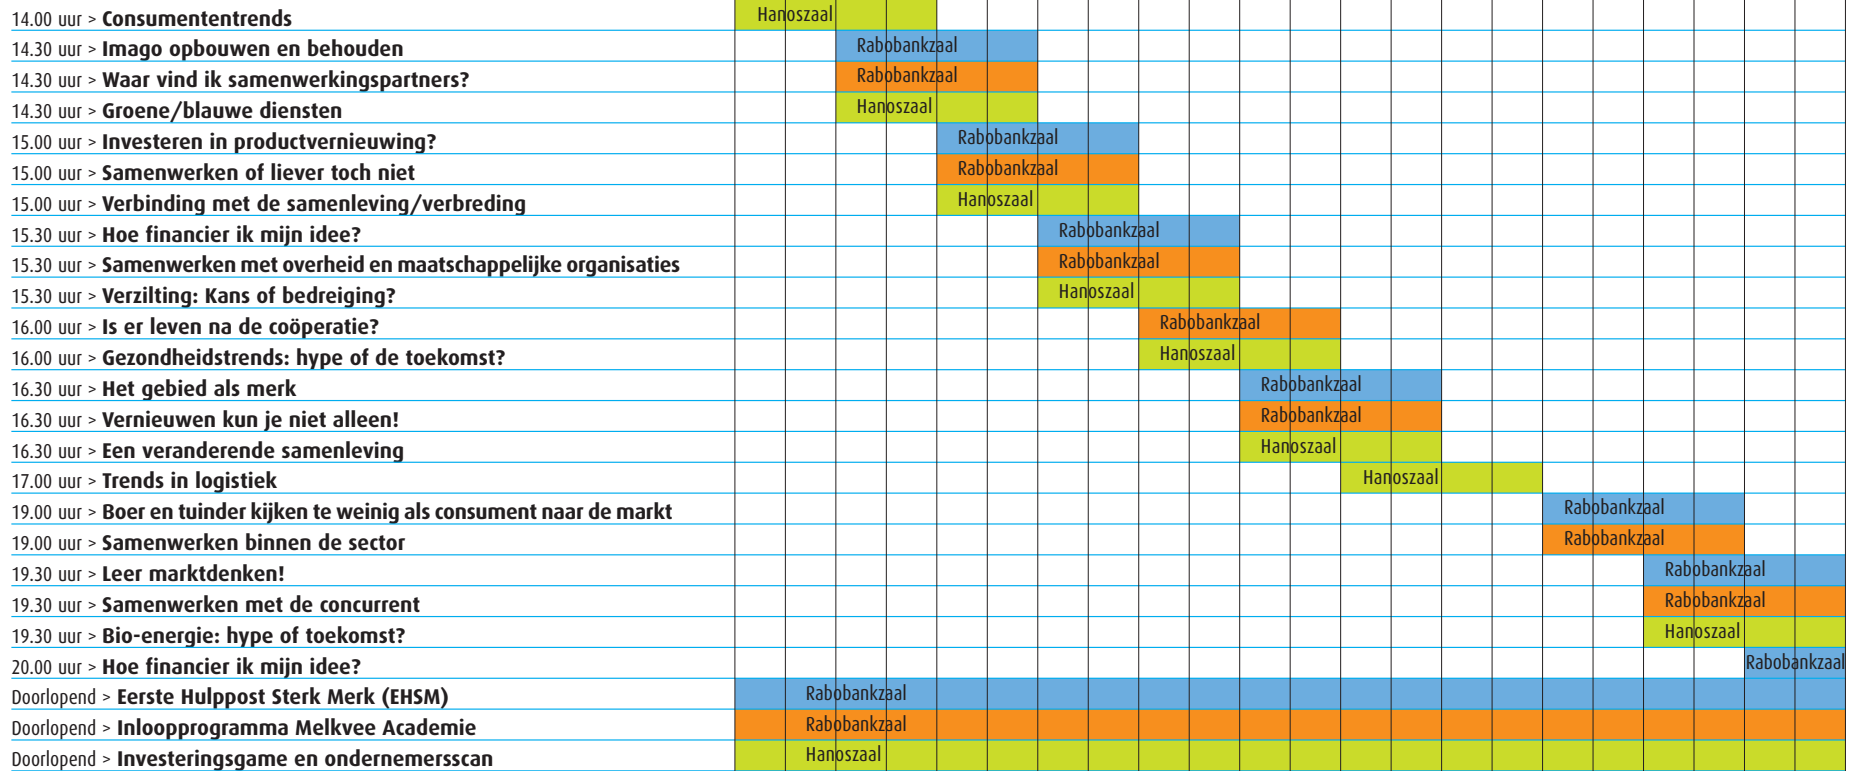 14.00 uur > Consumententrends Hanoszaal
14.30 uur > Imago opbouwen en behouden Rabobankzaal
14.30 uur > Waar vind ik samenwerkingspartners? Rabobankzaal
14.30 uur > Groene/blauwe diensten Hanoszaal
15.00 uur > Investeren in productvernieuwing? Rabobankzaal
15.00 uur > Samenwerken of liever toch niet Rabobankzaal
15.00 uur > Verbinding met de samenleving/verbreding Hanoszaal
15.30 uur > Hoe financier ik mijn idee? Rabobankzaal
15.30 uur > Samenwerken met overheid en maatschappelijke organisaties Rabobankzaal
15.30 uur > Verzilting: Kans of bedreiging? Hanoszaal
16.00 uur > Is er leven na de coöperatie? Rabobankzaal
16.00 uur > Gezondheidstrends: hype of de toekomst? Hanoszaal
16.30 uur > Het gebied als merk Rabobankzaal
16.30 uur > Vernieuwen kun je niet alleen! Rabobankzaal
16.30 uur > Een veranderende samenleving Hanoszaal
17.00 uur > Trends in logistiek Hanoszaal
19.00 uur > Boer en tuinder kijken te weinig als consument naar de markt Rabobankzaal
19.00 uur > Samenwerken binnen de sector Rabobankzaal
19.30 uur > Leer marktdenken! Rabobankzaal
19.30 uur > Samenwerken met de concurrent Rabobankzaal
19.30 uur > Bio-energie: hype of toekomst? Hanoszaal
20.00 uur > Hoe financier ik mijn idee? Rabobankzaal
Doorlopend > Eerste Hulppost Sterk Merk (EHSM) Rabobankzaal
Doorlopend > Inloopprogramma Melkvee Academie Rabobankzaal
Doorlopend > Investeringsgame en ondernemersscan Hanoszaal